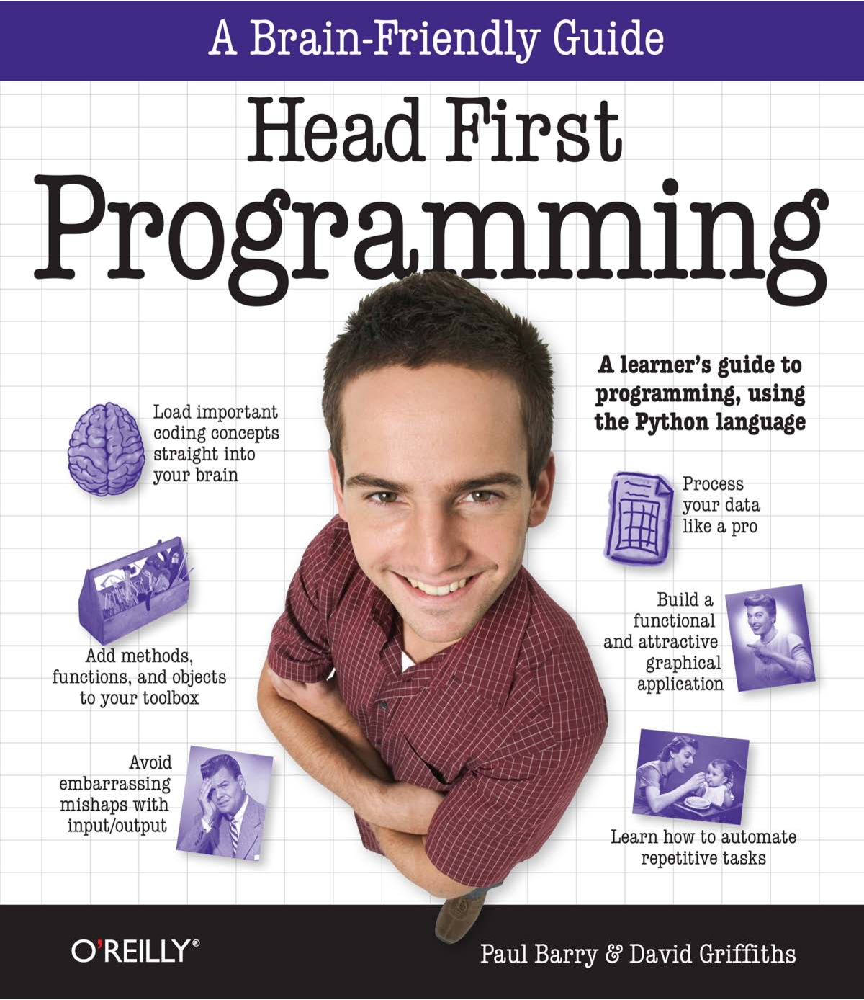 A Brain-Friendly Guide
Head First
Programming
A learner's guide to
programming, using
the Python language
Load important
coding concepts
straight into
your brain
Process
your data
like a pro
Add methods,
functions, and objects
to your toolbox
Build a
functional
and attractive
graphical
application
Avoid
embarrassing
mishaps with
input/output
Learn how to automate
repetitive tasks
O'REILLY®
Paul Barry & David Griffiths